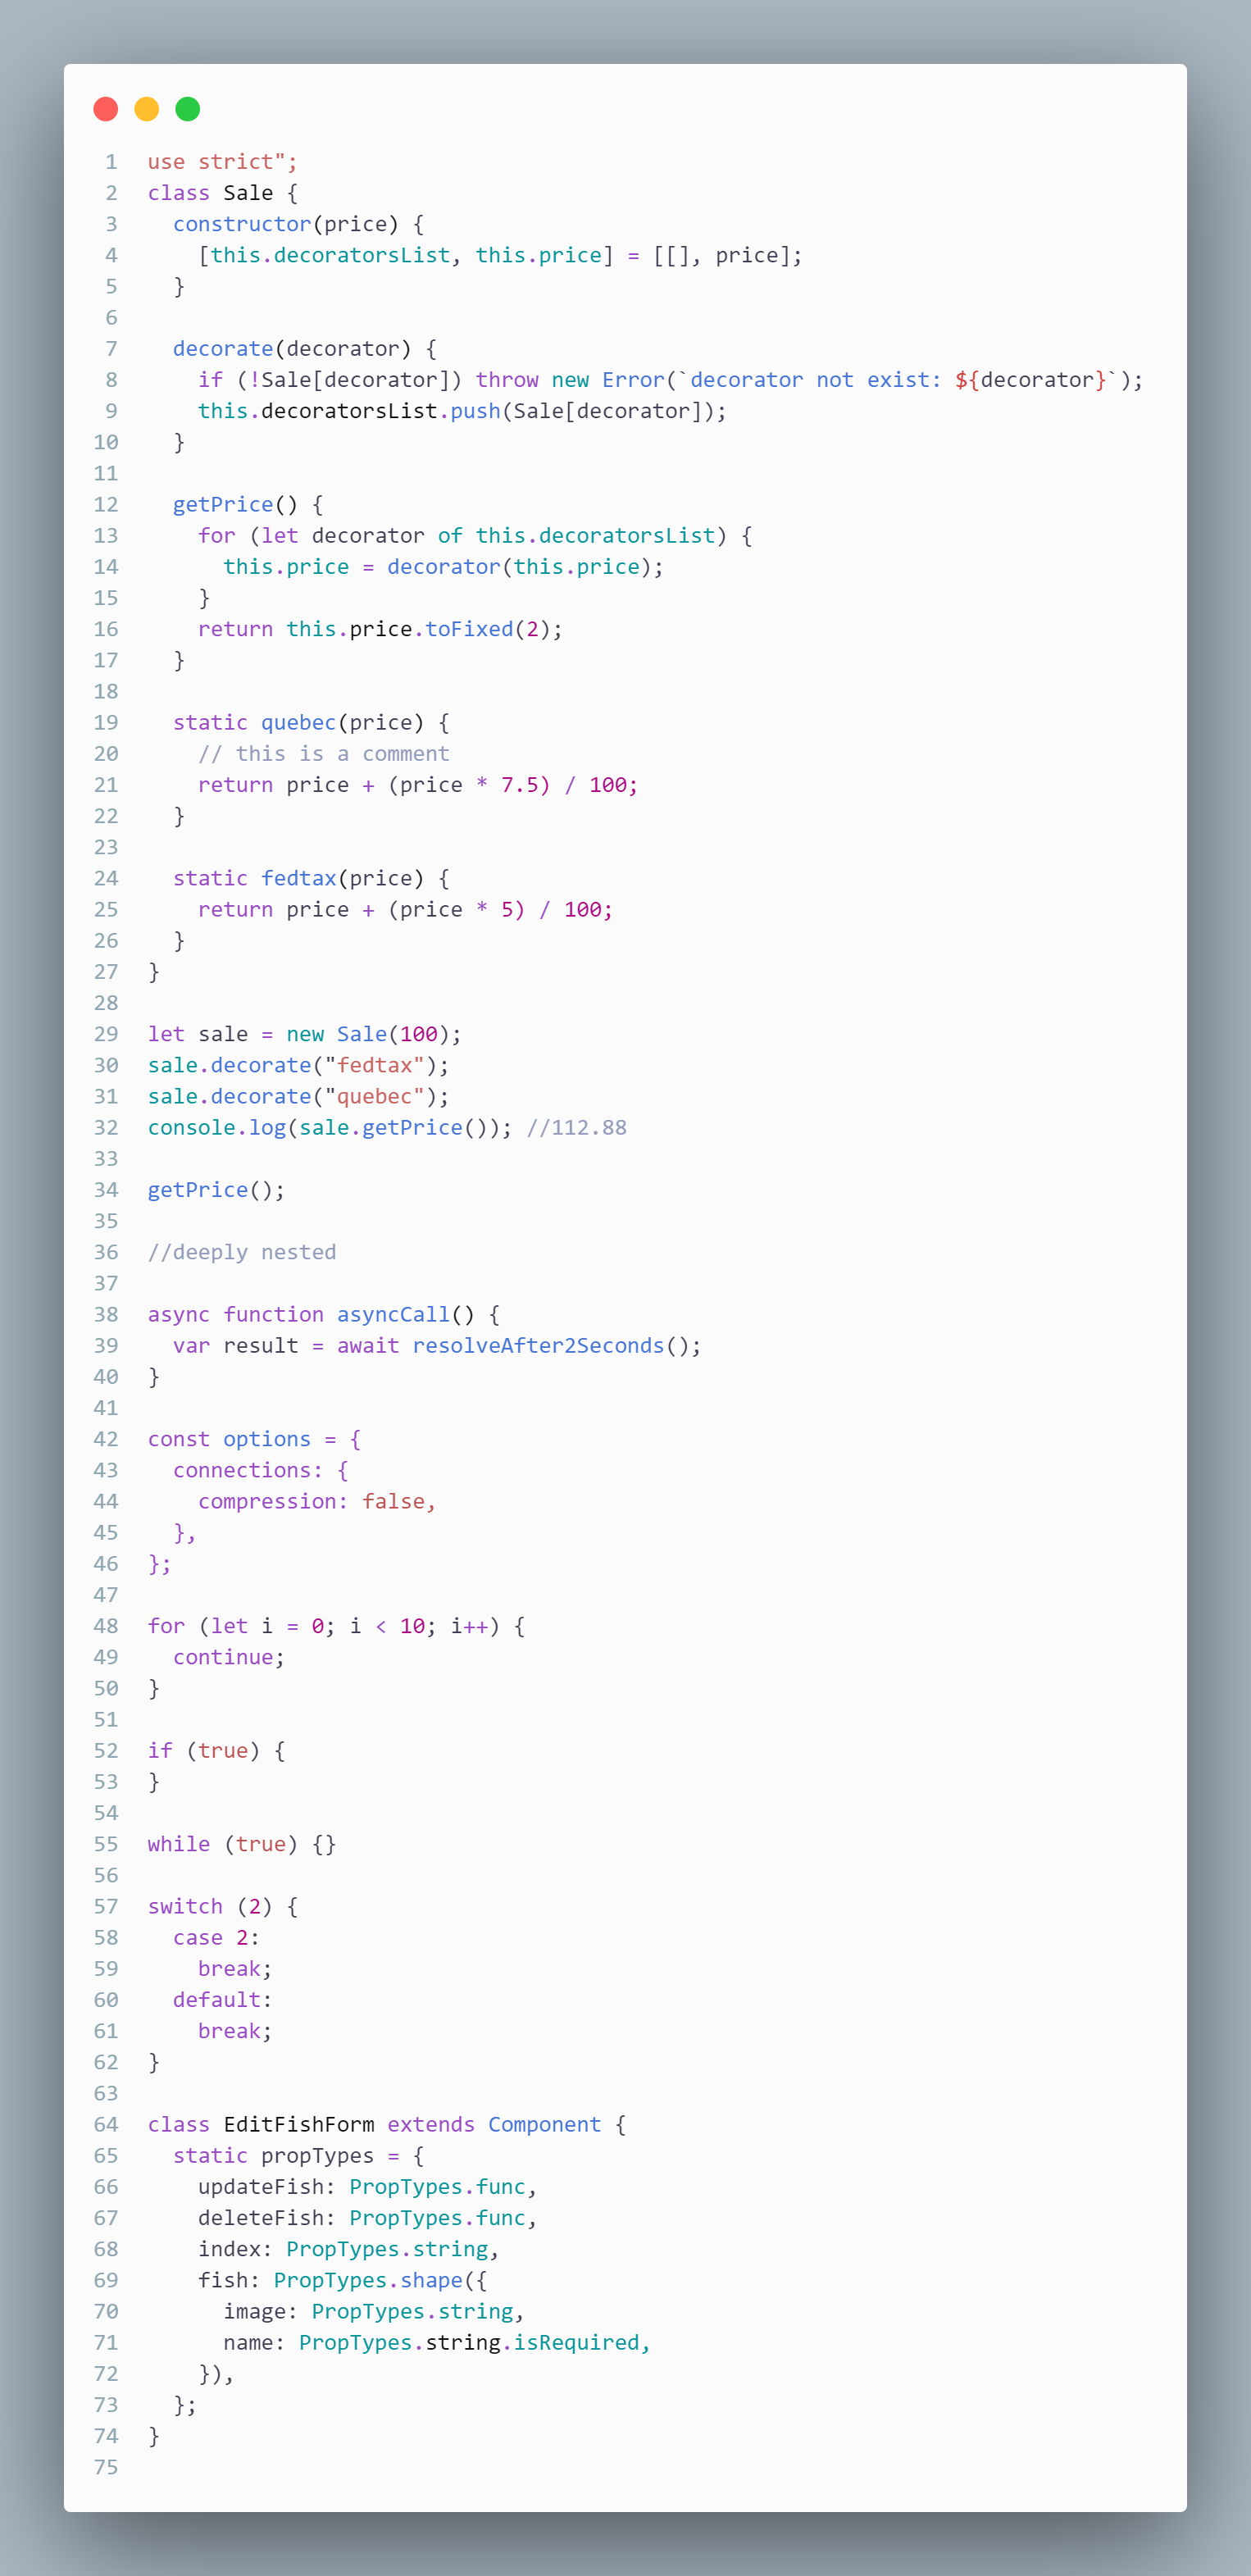 1 use strict";
2 class Sale {
3   constructor(price) {
4     [this.decoratorsList, this.price] = [[], price];
5   }
6
7   decorate(decorator) {
8     if (!Sale[decorator]) throw new Error(`decorator not exist: ${decorator}`);
9     this.decoratorsList.push(Sale[decorator]);
10   }
11
12   getPrice() {
13     for (let decorator of this.decoratorsList) {
14       this.price = decorator(this.price);
15     }
16     return this.price.toFixed(2);
17   }
18
19   static quebec(price) {
20     // this is a comment
21     return price + (price * 7.5) / 100;
22   }
23
24   static fedtax(price) {
25     return price + (price * 5) / 100;
26   }
27 }
28
29 let sale = new Sale(100);
30 sale.decorate("fedtax");
31 sale.decorate("quebec");
32 console.log(sale.getPrice()); //112.88
33
34 getPrice();
35
36 //deeply nested
37
38 async function asyncCall() {
39   var result = await resolveAfter2Seconds();
40 }
41
42 const options = {
43   connections: {
44     compression: false,
45   },
46 };
47
48 for (let i = 0; i < 10; i++) {
49   continue;
50 }
51
52 if (true) {
53 }
54
55 while (true) {}
56
57 switch (2) {
58   case 2:
59     break;
60   default:
61     break;
62 }
63
64 class EditFishForm extends Component {
65   static propTypes = {
66     updateFish: PropTypes.func,
67     deleteFish: PropTypes.func,
68     index: PropTypes.string,
69     fish: PropTypes.shape({
70       image: PropTypes.string,
71       name: PropTypes.string.isRequired,
72     }),
73   };
74 }
75